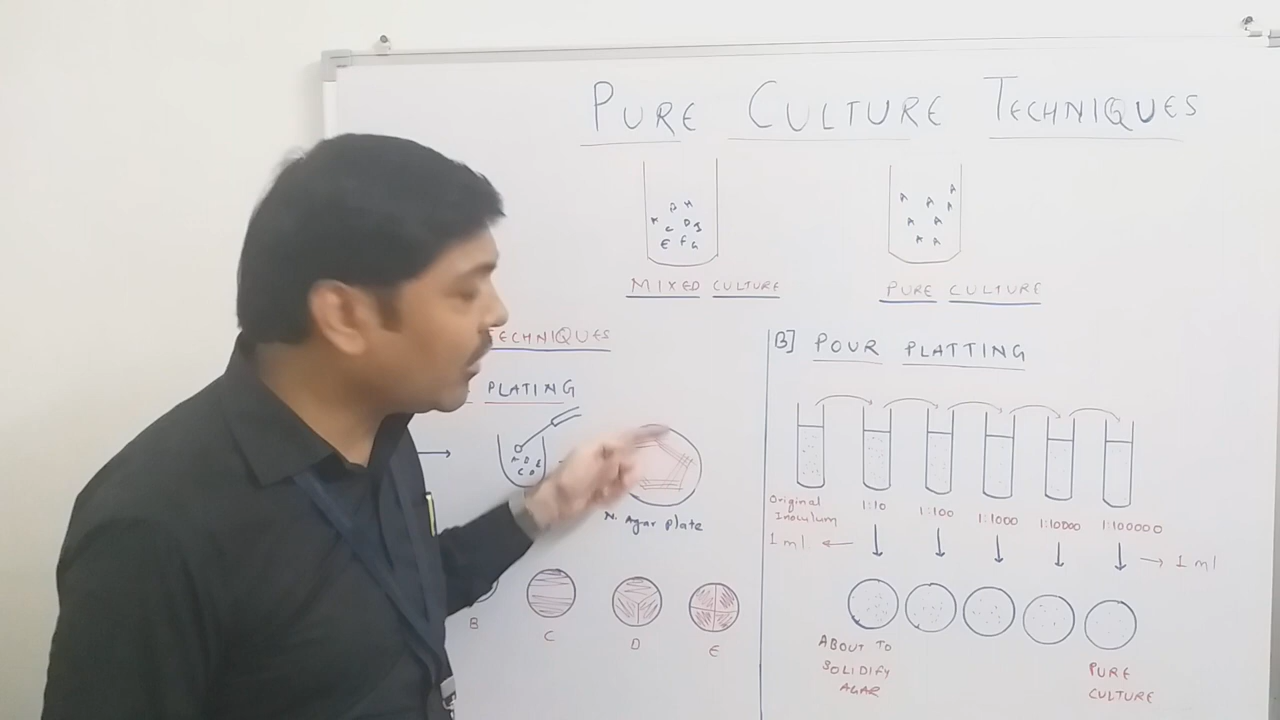 PURE CULTURE TECHNIQUES
MIXED CULTURE
PURE CULTURE
TECHNIQUES
PLATING
N. Agar plate
B
C
D
E
B] POUR PLATTING
Original Inoculum
1:10
1:100
1:1000
1:10000
1:100000
1 ml
1 ml
ABOUT TO
SOLIDIFY
AGAR
PURE
CULTURE